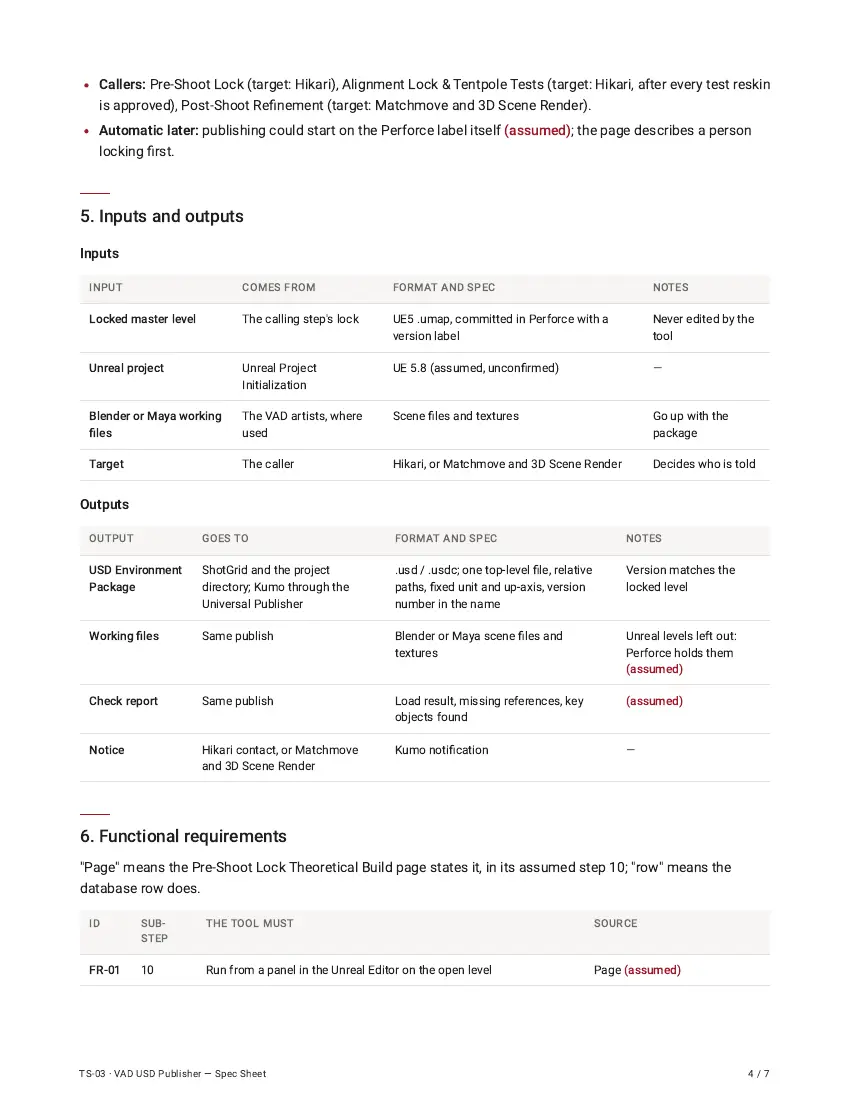 • Callers: Pre-Shoot Lock (target: Hikari), Alignment Lock & Tentpole Tests (target: Hikari, after every test reskin
is approved), Post-Shoot Refinement (target: Matchmove and 3D Scene Render).
• Automatic later: publishing could start on the Perforce label itself (assumed); the page describes a person
locking first.
5. Inputs and outputs
Inputs
INPUT COMES FROM FORMAT AND SPEC NOTES
Locked master level The calling step's lock UE5 .umap, committed in Perforce with a Never edited by the
version label tool
Unreal project Unreal Project UE 5.8 (assumed, unconfirmed) —
Initialization
Blender or Maya working The VAD artists, where Scene files and textures Go up with the
files used package
Target The caller Hikari, or Matchmove and 3D Scene Render Decides who is told
Outputs
OUTPUT GOES TO FORMAT AND SPEC NOTES
USD Environment ShotGrid and the project .usd / .usdc; one top-level file, relative Version matches the
Package directory; Kumo through the paths, fixed unit and up-axis, version locked level
Universal Publisher number in the name
Working files Same publish Blender or Maya scene files and Unreal levels left out:
textures Perforce holds them
(assumed)
Check report Same publish Load result, missing references, key (assumed)
objects found
Notice Hikari contact, or Matchmove Kumo notification —
and 3D Scene Render
6. Functional requirements
"Page" means the Pre-Shoot Lock Theoretical Build page states it, in its assumed step 10; "row" means the
database row does.
ID SUB- THE TOOL MUST SOURCE
STEP
FR-01 10 Run from a panel in the Unreal Editor on the open level Page (assumed)
TS-03 · VAD USD Publisher — Spec Sheet 4 / 7